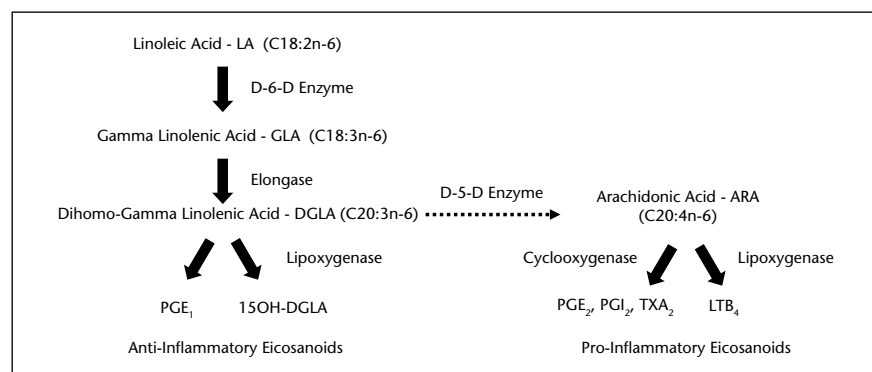 Linoleic Acid - LA (C18:2n-6)
D-6-D Enzyme
Gamma Linolenic Acid - GLA (C18:3n-6)
Elongase
Dihomo-Gamma Linolenic Acid - DGLA (C20:3n-6)
D-5-D Enzyme
Arachidonic Acid - ARA
(C20:4n-6)
Lipoxygenase
Cyclooxygenase
Lipoxygenase
PGE₁
15OH-DGLA
PGE₂, PGI₂, TXA₂
LTB₄
Anti-Inflammatory Eicosanoids
Pro-Inflammatory Eicosanoids